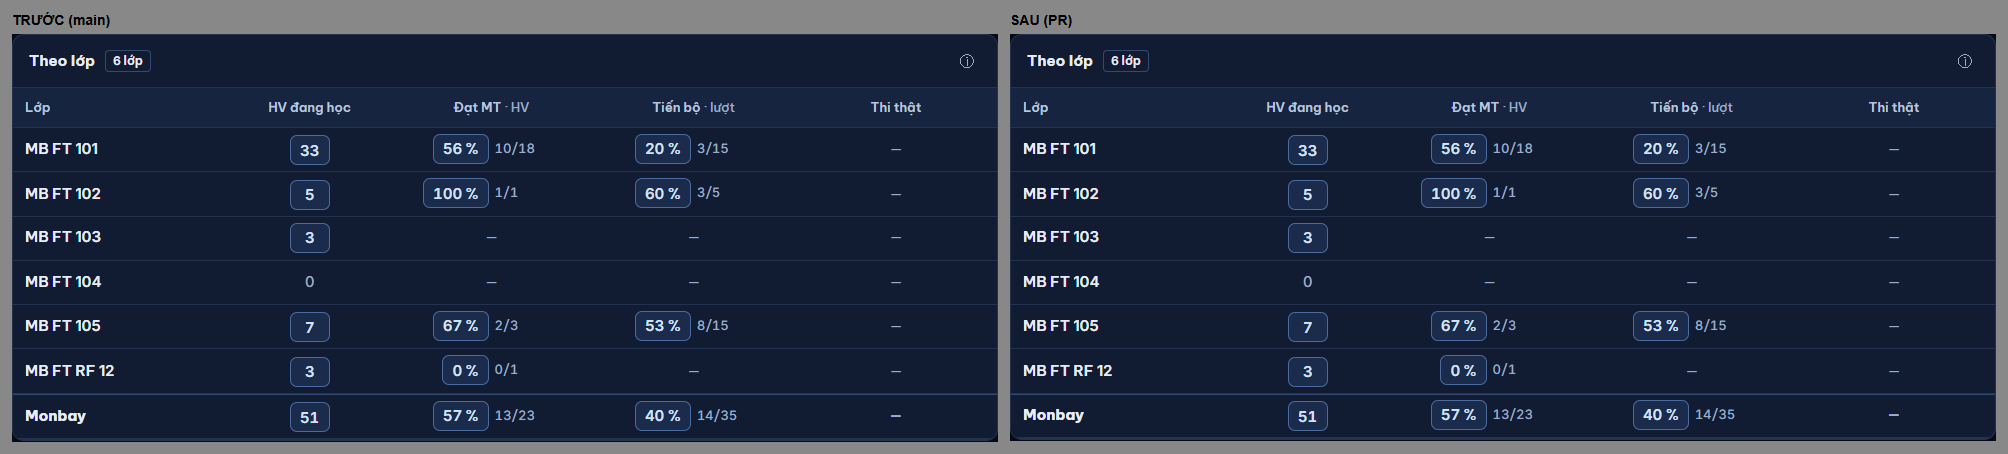 TRƯỚC (main)
Theo lớp 6 lớp ⓘ
Lớp HV đang học Đạt MT · HV Tiến bộ · lượt Thi thật
MB FT 101 33 56 % 10/18 20 % 3/15 –
MB FT 102 5 100 % 1/1 60 % 3/5 –
MB FT 103 3 – – –
MB FT 104 0 – – –
MB FT 105 7 67 % 2/3 53 % 8/15 –
MB FT RF 12 3 0 % 0/1 – –
Monbay 51 57 % 13/23 40 % 14/35 –
SAU (PR)
Theo lớp 6 lớp ⓘ
Lớp HV đang học Đạt MT · HV Tiến bộ · lượt Thi thật
MB FT 101 33 56 % 10/18 20 % 3/15 –
MB FT 102 5 100 % 1/1 60 % 3/5 –
MB FT 103 3 – – –
MB FT 104 0 – – –
MB FT 105 7 67 % 2/3 53 % 8/15 –
MB FT RF 12 3 0 % 0/1 – –
Monbay 51 57 % 13/23 40 % 14/35 –